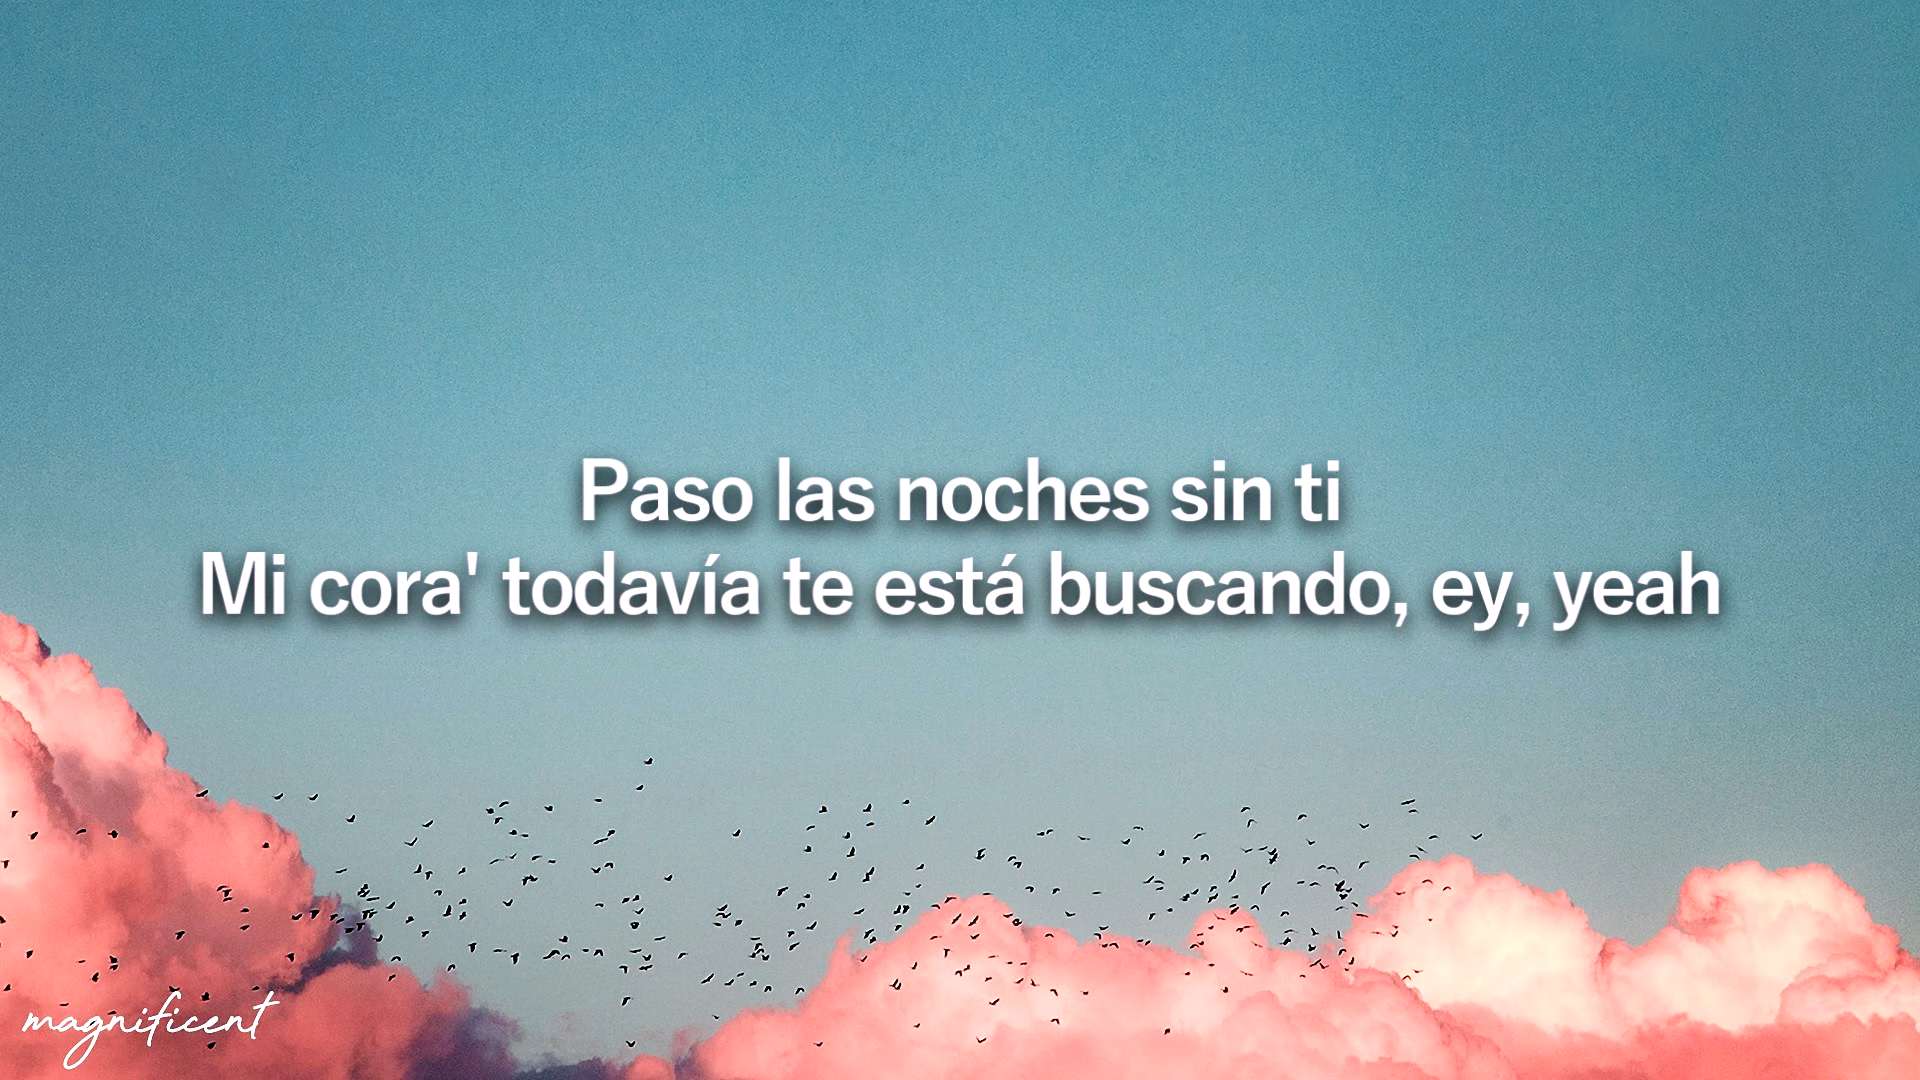 Paso las noches sin ti
Mi cora' todavía te está buscando, ey, yeah
magnificent